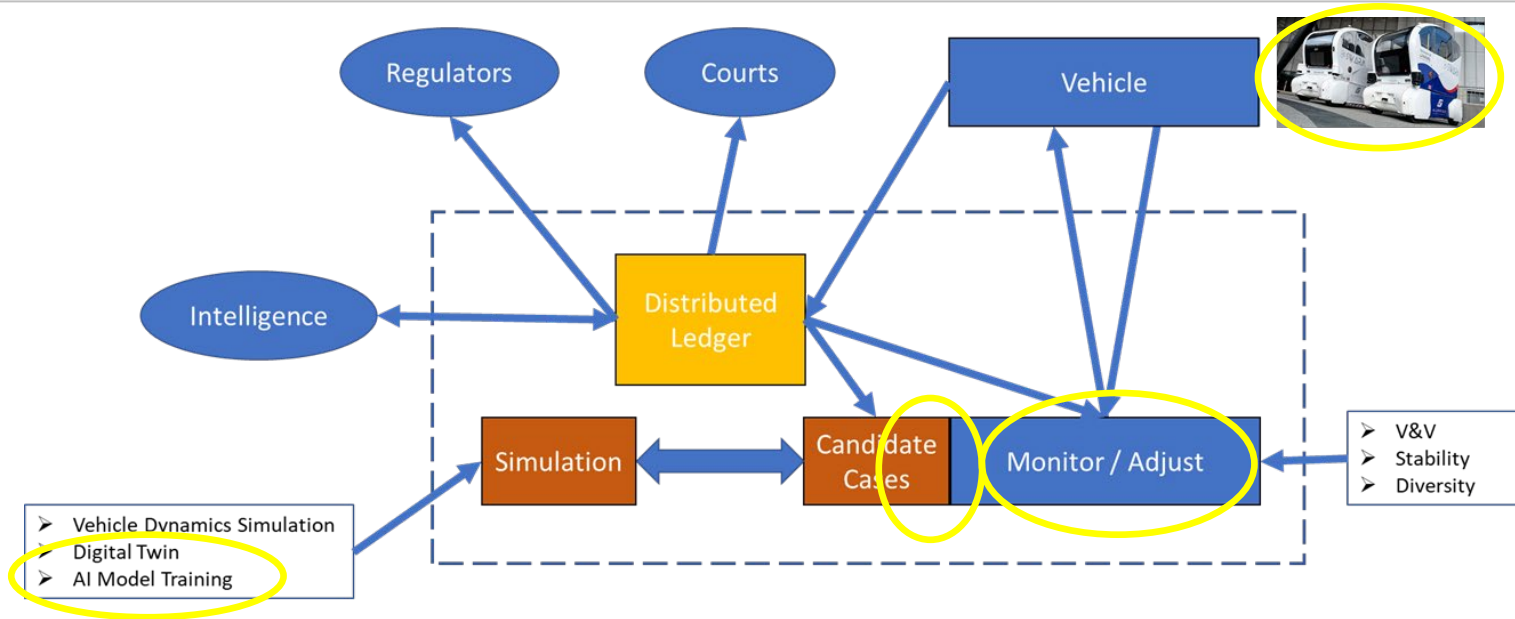 Regulators
Courts
Vehicle
Intelligence
Distributed
Ledger
Simulation
Candidate
Cases
Monitor / Adjust
➢ V&V
➢ Stability
➢ Diversity
➢ Vehicle Dynamics Simulation
➢ Digital Twin
➢ AI Model Training